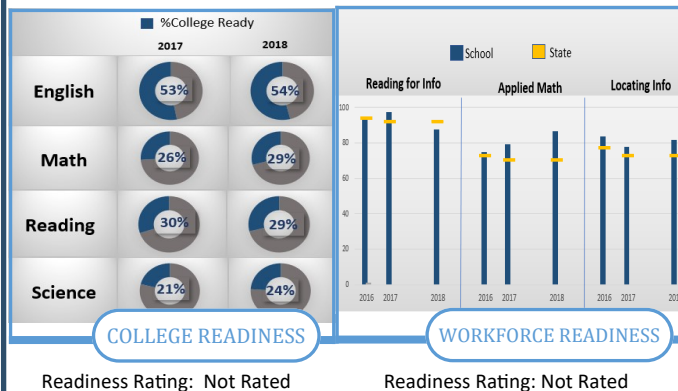 %College Ready
2017 2018
English 53% 54%
Math 26% 29%
Reading 30% 29%
Science 21% 24%
COLLEGE READINESS
Readiness Rating: Not Rated
School State
Reading for Info Applied Math Locating Info
100
80
60
40
20
0
2016 2017 2018 2016 2017 2018 2016 2017
WORKFORCE READINESS
Readiness Rating: Not Rated